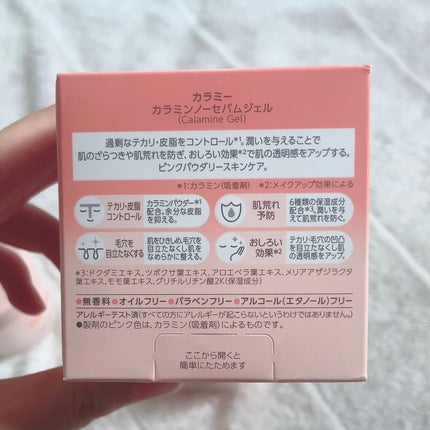 カラミー
カラミンノーセバムジェル
(Calamine Gel)
過剰なテカリ・皮脂をコントロール*1。潤いを与えることで
肌のざらつきや肌荒れを防ぎ、おしろい効果*2で肌の透明感をアップする。
ピンクパウダリースキンケア。
*1:カラミン(吸着剤) *2:メイクアップ効果による
テカリ・皮脂
コントロール
カラミンパウダー*1
配合。余分な皮脂
を抑える。
肌荒れ
予防
6種類の保湿成分
配合*3。潤いを与
えて肌荒れを防ぐ。
毛穴を
目立たなくする
肌をひきしめ、毛穴を
目立たなくし肌を
なめらかに整える。
おしろい
効果*2
テカリ・毛穴の凹凸
を目立たなくし肌
の透明感をアップ。
*3:ドクダミエキス、ツボクサ葉エキス、アロエベラ葉エキス、メリアアザジラクタ
葉エキス、モモ葉エキス、グリチルリチン酸2K(保湿成分)
●無香料●オイルフリー●パラベンフリー●アルコール(エタノール)フリー
アレルギーテスト済(すべての方にアレルギーが起こらないというわけではありません。)
●製剤のピンク色は、カラミン(吸着剤)によるものです。
ここから開くと
簡単にたためます